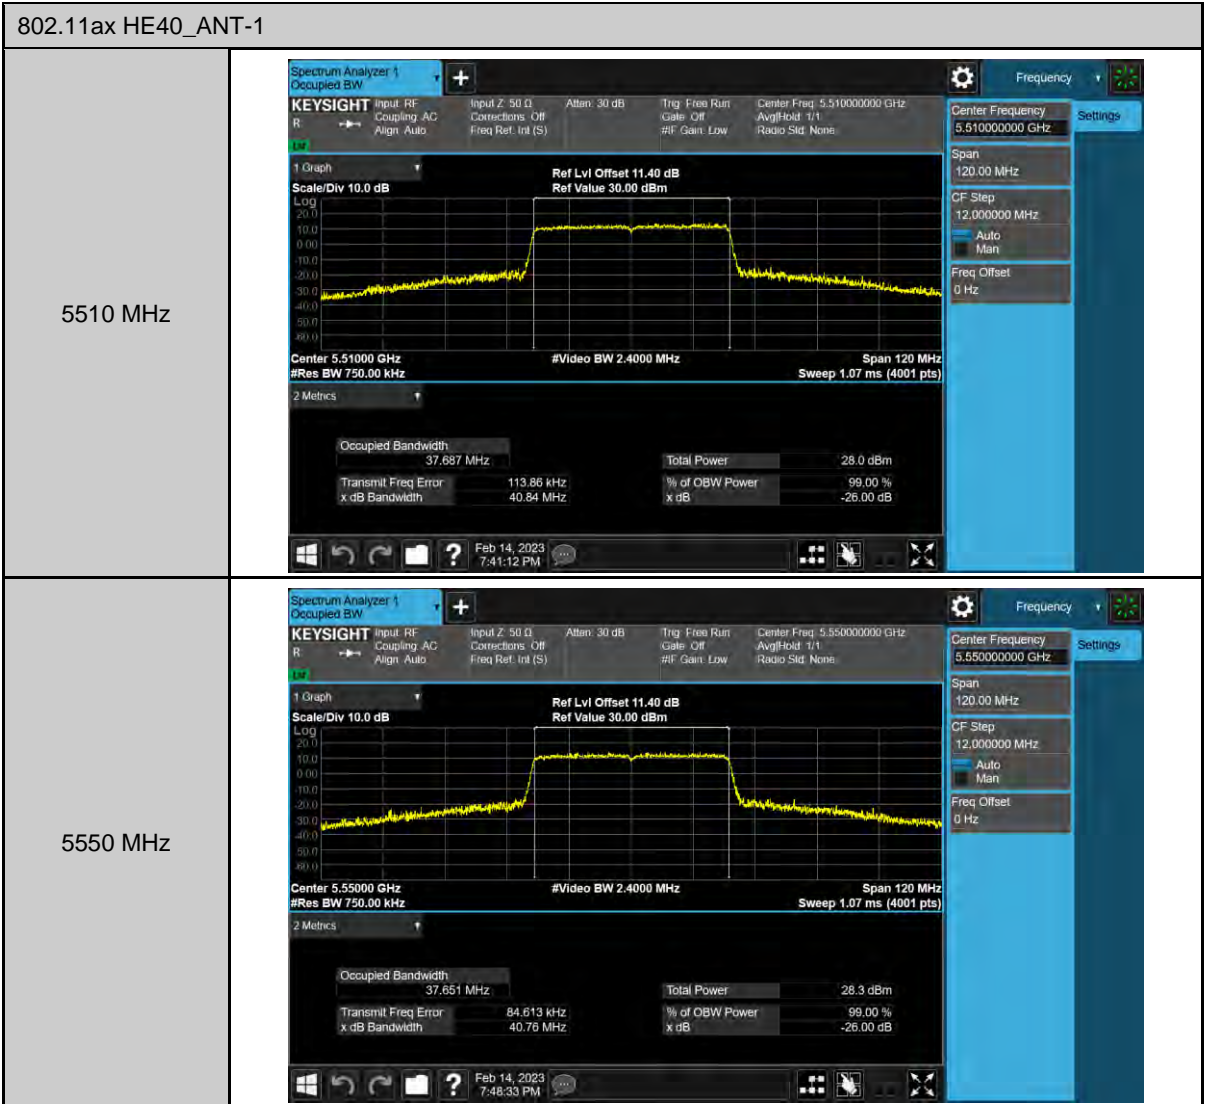 802.11ax HE40_ANT-1
5510 MHz
Spectrum Analyzer 1
Occupied BW
Frequency
KEYSIGHT
R
Input: RF
Coupling: AC
Align: Auto
Input Z: 50 Ω
Corrections: Off
Freq Ref: Int (S)
Atten: 30 dB
Trig: Free Run
Gate: Off
#IF Gain: Low
Center Freq: 5.510000000 GHz
Avg|Hold: 1/1
Radio Std: None
Center Frequency
5.510000000 GHz
Settings
Span
120.00 MHz
CF Step
12.000000 MHz
Auto
Man
Freq Offset
0 Hz
1 Graph
Scale/Div 10.0 dB
Ref Lvl Offset 11.40 dB
Ref Value 30.00 dBm
Log
20.0
10.0
0.00
-10.0
-20.0
-30.0
-40.0
-50.0
-60.0
Center 5.51000 GHz
#Res BW 750.00 kHz
#Video BW 2.4000 MHz
Span 120 MHz
Sweep 1.07 ms (4001 pts)
2 Metrics
Occupied Bandwidth
37.687 MHz
Total Power 28.0 dBm
Transmit Freq Error 113.86 kHz
% of OBW Power 99.00 %
x dB Bandwidth 40.84 MHz
x dB -26.00 dB
Feb 14, 2023
7:41:12 PM
5550 MHz
Spectrum Analyzer 1
Occupied BW
Frequency
KEYSIGHT
R
Input: RF
Coupling: AC
Align: Auto
Input Z: 50 Ω
Corrections: Off
Freq Ref: Int (S)
Atten: 30 dB
Trig: Free Run
Gate: Off
#IF Gain: Low
Center Freq: 5.550000000 GHz
Avg|Hold: 1/1
Radio Std: None
Center Frequency
5.550000000 GHz
Settings
Span
120.00 MHz
CF Step
12.000000 MHz
Auto
Man
Freq Offset
0 Hz
1 Graph
Scale/Div 10.0 dB
Ref Lvl Offset 11.40 dB
Ref Value 30.00 dBm
Log
20.0
10.0
0.00
-10.0
-20.0
-30.0
-40.0
-50.0
-60.0
Center 5.55000 GHz
#Res BW 750.00 kHz
#Video BW 2.4000 MHz
Span 120 MHz
Sweep 1.07 ms (4001 pts)
2 Metrics
Occupied Bandwidth
37.651 MHz
Total Power 28.3 dBm
Transmit Freq Error 84.613 kHz
% of OBW Power 99.00 %
x dB Bandwidth 40.76 MHz
x dB -26.00 dB
Feb 14, 2023
7:48:33 PM